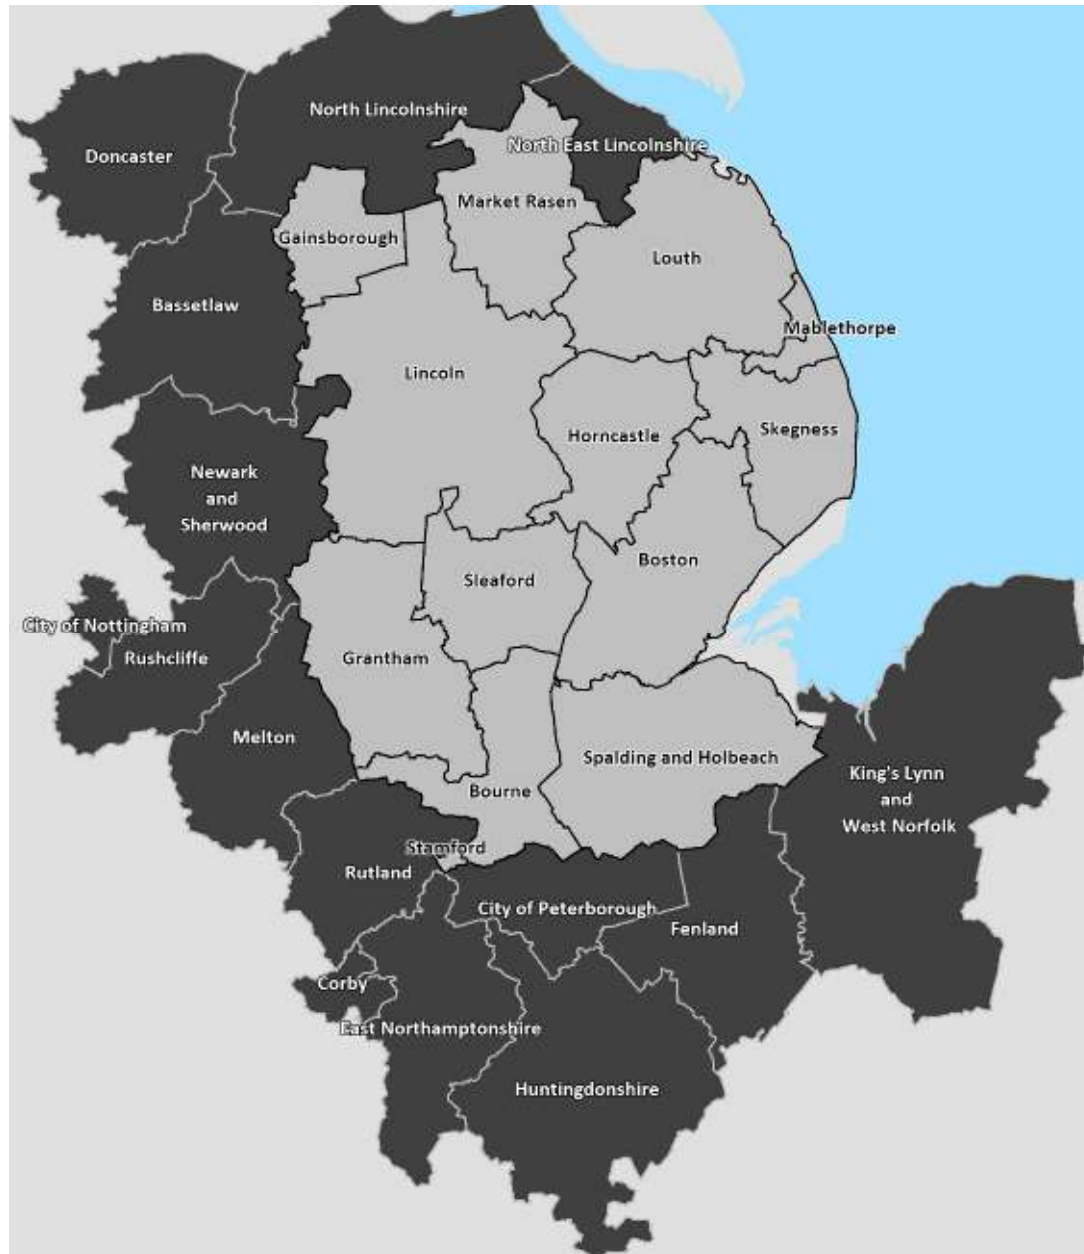 North Lincolnshire
North East Lincolnshire
Doncaster
Market Rasen
Gainsborough
Louth
Bassetlaw
Mablethorpe
Lincoln
Horncastle
Skegness
Newark
and
Sherwood
Boston
Sleaford
City of Nottingham
Rushcliffe
Grantham
Melton
Spalding and Holbeach
King's Lynn
and
West Norfolk
Bourne
Stamford
Rutland
City of Peterborough
Fenland
Corby
East Northamptonshire
Huntingdonshire